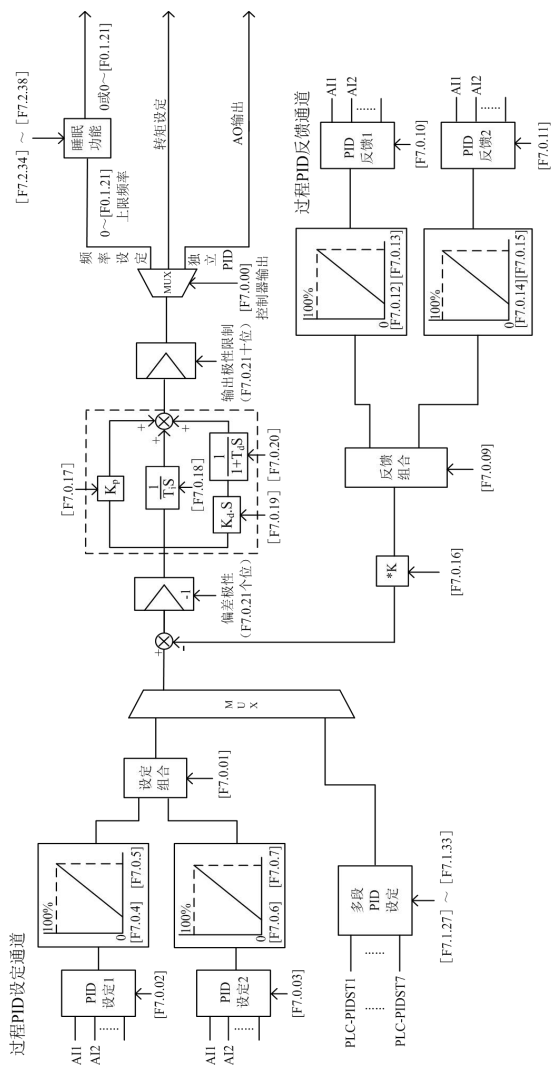 过程PID设定通道
AI1
AI2
......
PID
设定1
[F7.0.02]
100%
0
[F7.0.4]
[F7.0.5]
AI1
AI2
......
PID
设定2
[F7.0.03]
100%
0
[F7.0.6]
[F7.0.7]
设定
组合
[F7.0.01]
PLC-PIDST1
......
......
PLC-PIDST7
多段
PID
设定
[F7.1.27] ～ [F7.1.33]
MUX
+
-
-1
偏差极性
(F7.0.21个位)
[F7.0.17]
Kp
1
TiS
[F7.0.18]
Kd.S
[F7.0.19]
1
1+TdS
[F7.0.20]
+
+
+
输出极性限制
(F7.0.21十位)
MUX
[F7.0.00]
控制器输出
频率
设定
独立
PID
0～[F0.1.21]
上限频率
睡眠
功能
[F7.2.34] ～ [F7.2.38]
0或0～[F0.1.21]
转矩设定
AO输出
过程PID反馈通道
AI1
AI2
......
PID
反馈1
[F7.0.10]
100%
0
[F7.0.12]
[F7.0.13]
AI1
AI2
......
PID
反馈2
[F7.0.11]
100%
0
[F7.0.14]
[F7.0.15]
反馈
组合
[F7.0.09]
*K
[F7.0.16]